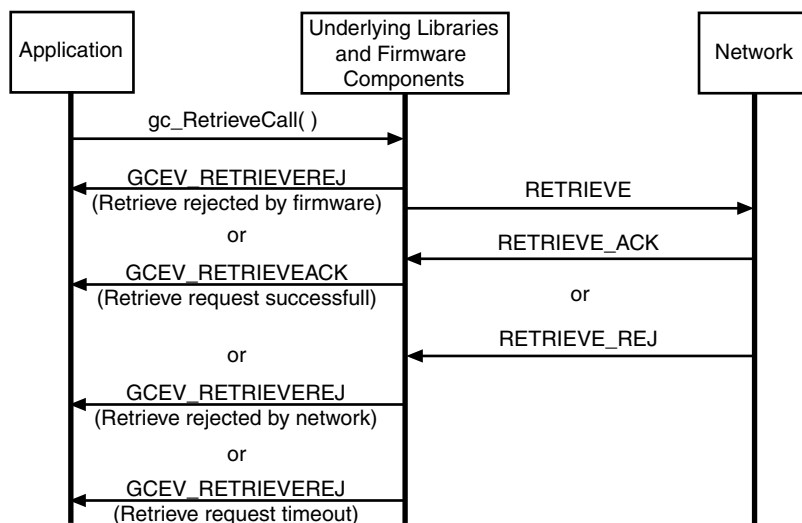 Application
Underlying Libraries
and Firmware
Components
Network
gc_RetrieveCall( )
GCEV_RETRIEVEREJ
(Retrieve rejected by firmware)
RETRIEVE
or
RETRIEVE_ACK
GCEV_RETRIEVEACK
(Retrieve request successfull)
or
RETRIEVE_REJ
or
GCEV_RETRIEVEREJ
(Retrieve rejected by network)
or
GCEV_RETRIEVEREJ
(Retrieve request timeout)